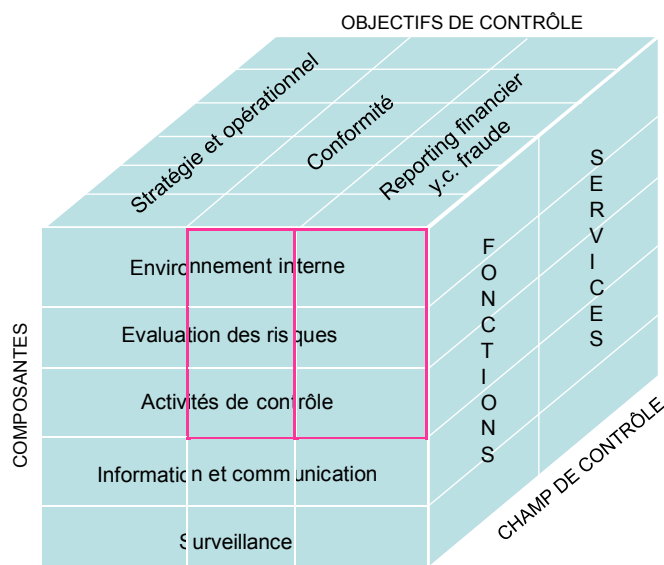 OBJECTIFS DE CONTRÔLE
Stratégie et opérationnel
Conformité
Reporting financier
y.c. fraude
COMPOSANTES
Environnement interne
Evaluation des risques
Activités de contrôle
Information et communication
Surveillance
FONCTIONS
SERVICES
CHAMP DE CONTRÔLE